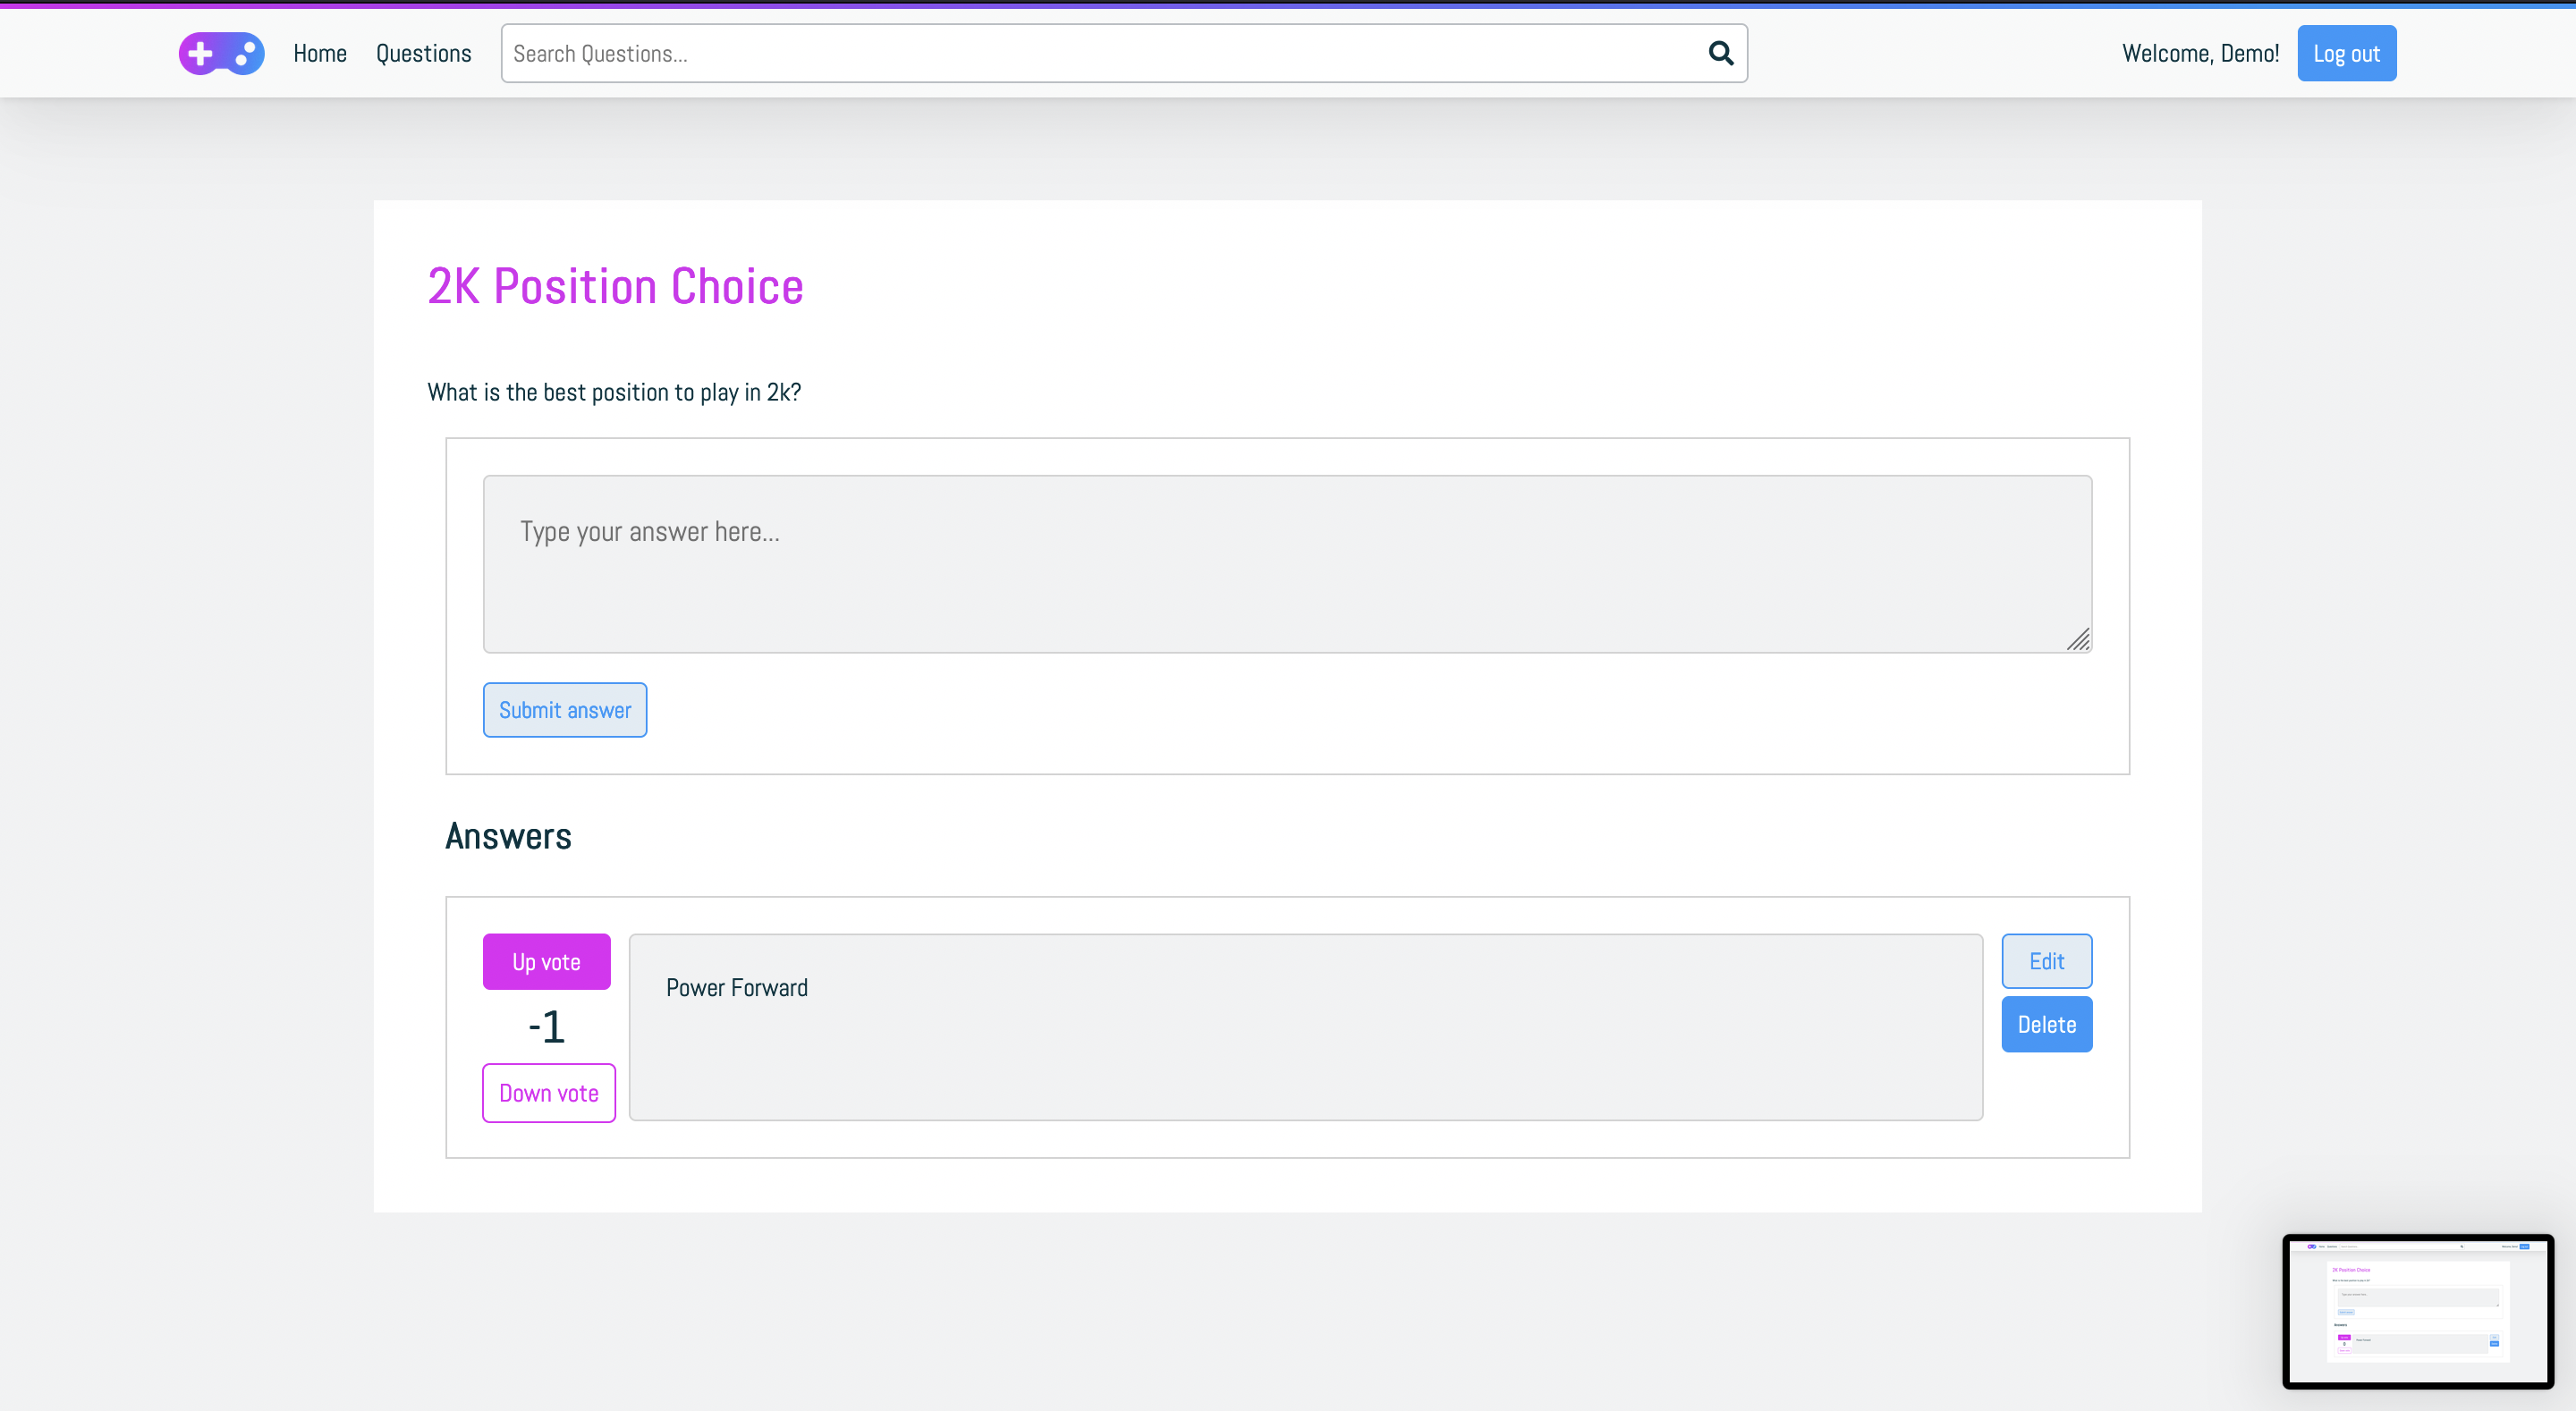 Home Questions Search Questions... Welcome, Demo! Log out
2K Position Choice
What is the best position to play in 2k?
Type your answer here...
Submit answer
Answers
Up vote
Power Forward
Edit
-1
Delete
Down vote